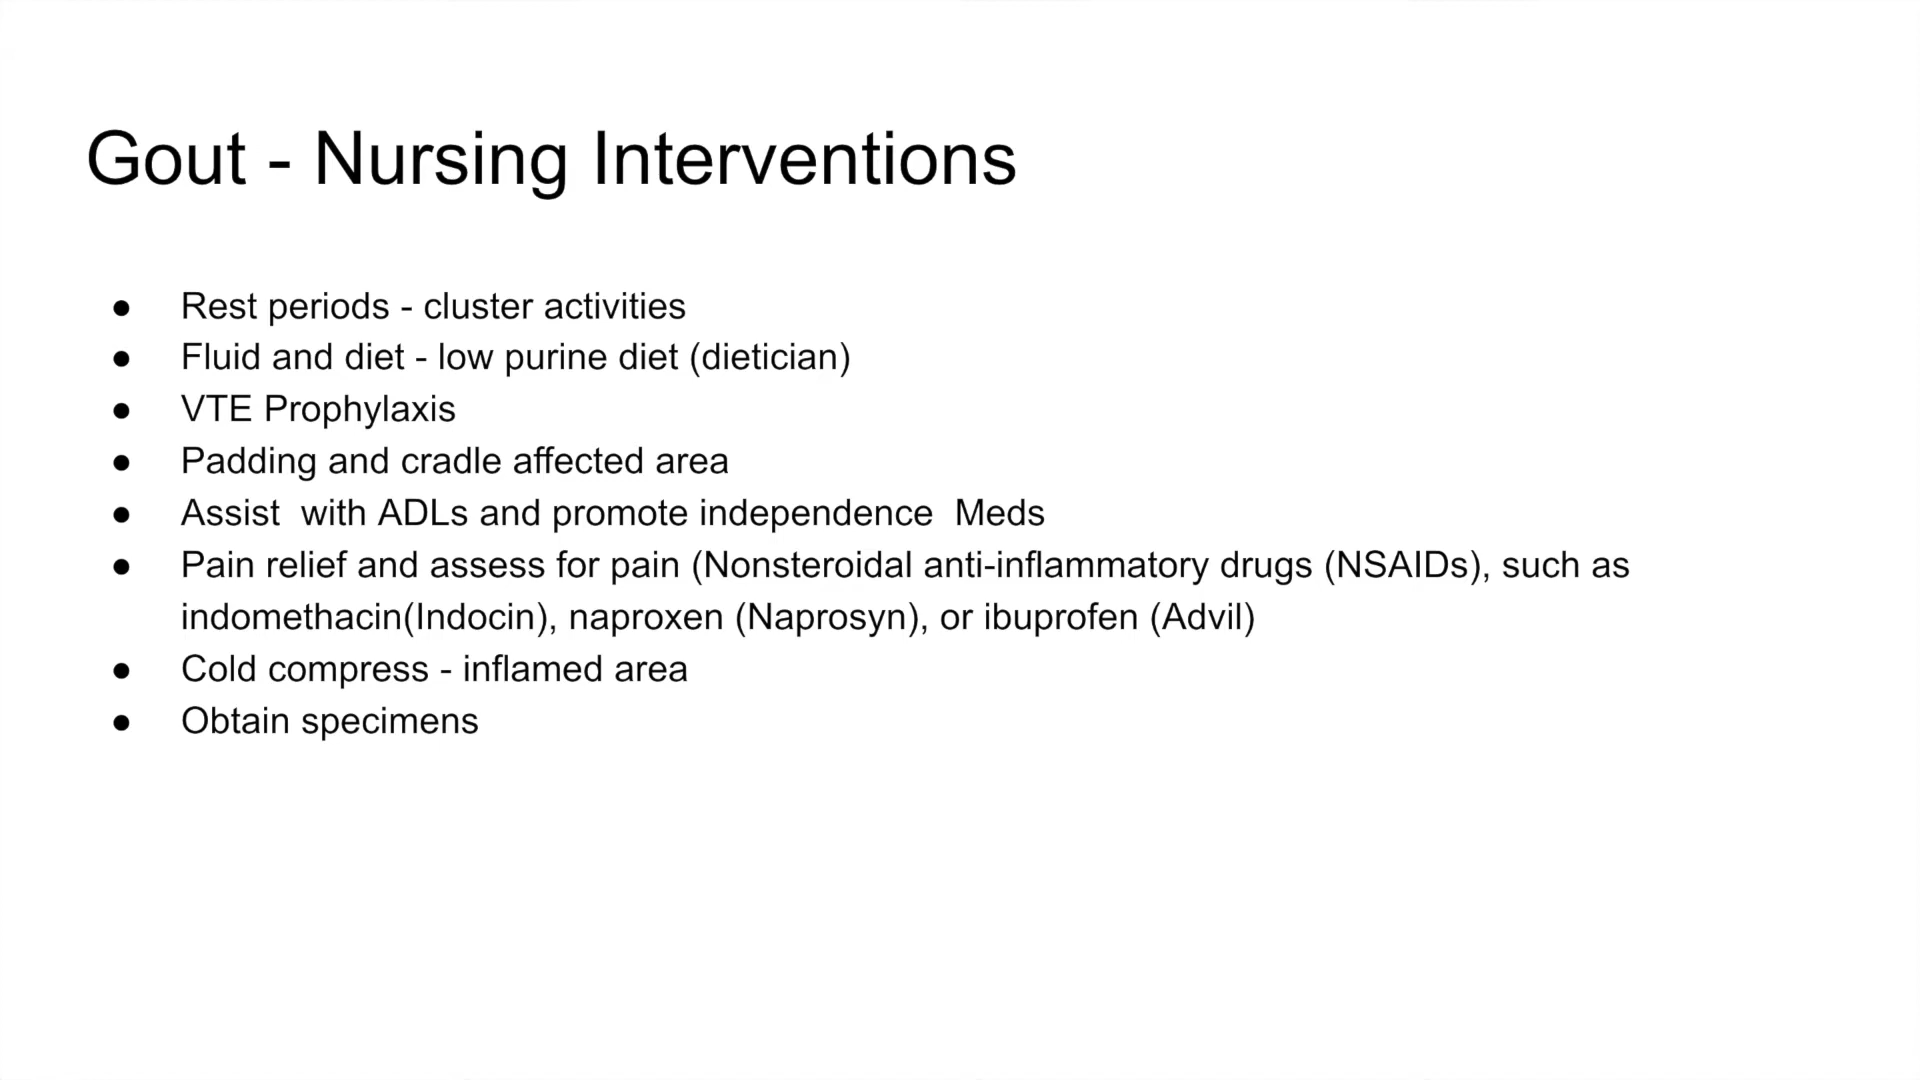 Gout - Nursing Interventions
● Rest periods - cluster activities
● Fluid and diet - low purine diet (dietician)
● VTE Prophylaxis
● Padding and cradle affected area
● Assist  with ADLs and promote independence  Meds
● Pain relief and assess for pain (Nonsteroidal anti-inflammatory drugs (NSAIDs), such as
indomethacin(Indocin), naproxen (Naprosyn), or ibuprofen (Advil)
● Cold compress - inflamed area
● Obtain specimens